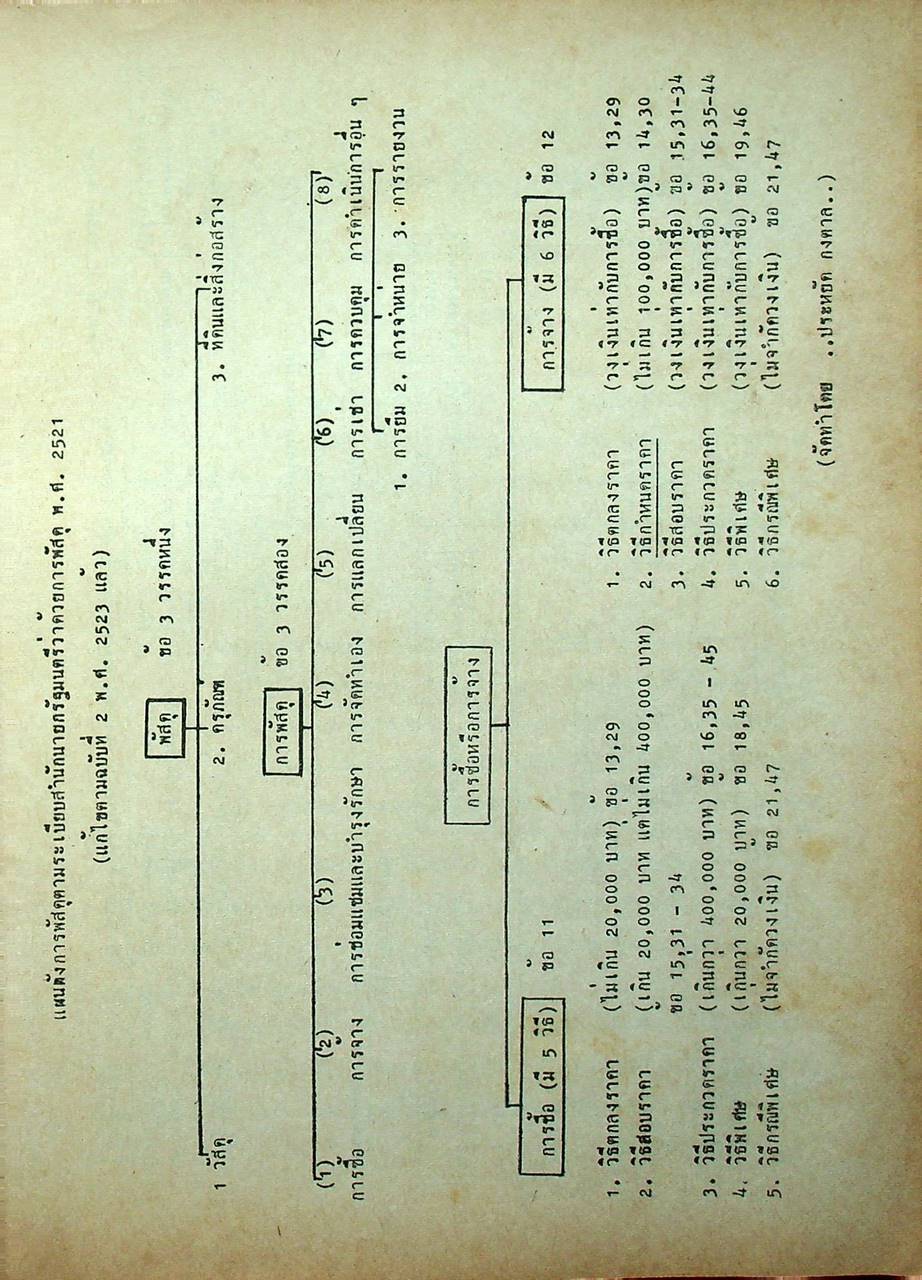 แผนผังการพัสดุตามระเบียบสำนักนายกรัฐมนตรีว่าด้วยการพัสดุ พ.ศ. 2521
(แก้ไขตามฉบับที่ 2 พ.ศ. 2523 แล้ว)
พัสดุ ข้อ 3 วรรคหนึ่ง
1 วัสดุ 2. ครุภัณฑ์ 3. ที่ดินและสิ่งก่อสร้าง
การพัสดุ ข้อ 3 วรรคสอง
(1) (2) (3) (4) (5) (6) (7) (8)
การซื้อ การจ้าง การซ่อมแซมและบำรุงรักษา การจัดทำเอง การแลกเปลี่ยน การเช่า การควบคุม การดำเนินการอื่น ๆ
1. การยืม 2. การจำหน่าย 3. การรายงาน
การซื้อหรือการจ้าง
การซื้อ (มี 5 วิธี) ข้อ 11
1. วิธีตกลงราคา (ไม่เกิน 20,000 บาท) ข้อ 13,29
2. วิธีสอบราคา (เกิน 20,000 บาท แต่ไม่เกิน 400,000 บาท)
ข้อ 15,31 - 34
3. วิธีประกวดราคา (เกินกว่า 400,000 บาท) ข้อ 16,35 - 45
4. วิธีพิเศษ (เกินกว่า 20,000 บาท) ข้อ 18,45
5. วิธีกรณีพิเศษ (ไม่จำกัดวงเงิน) ข้อ 21,47
การจ้าง (มี 6 วิธี) ข้อ 12
1. วิธีตกลงราคา (วงเงินเท่ากับการซื้อ) ข้อ 13,29
2. วิธีกำหนดราคา (ไม่เกิน 100,000 บาท)ข้อ 14,30
3. วิธีสอบราคา (วงเงินเท่ากับการซื้อ) ข้อ 15,31-34
4. วิธีประกวดราคา (วงเงินเท่ากับการซื้อ) ข้อ 16,35-44
5. วิธีพิเศษ (วงเงินเท่ากับการซื้อ) ข้อ 19,46
6. วิธีกรณีพิเศษ (ไม่จำกัดวงเงิน) ข้อ 21,47
(จัดทำโดย ..ประหยัด กงตาล..)